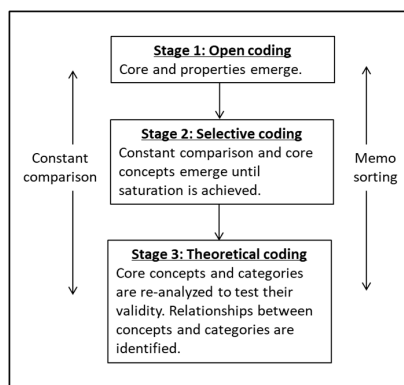 Stage 1: Open coding
Core and properties emerge.
Stage 2: Selective coding
Constant comparison and core
concepts emerge until
saturation is achieved.
Constant
comparison
Memo
sorting
Stage 3: Theoretical coding
Core concepts and categories
are re-analyzed to test their
validity. Relationships between
concepts and categories are
identified.